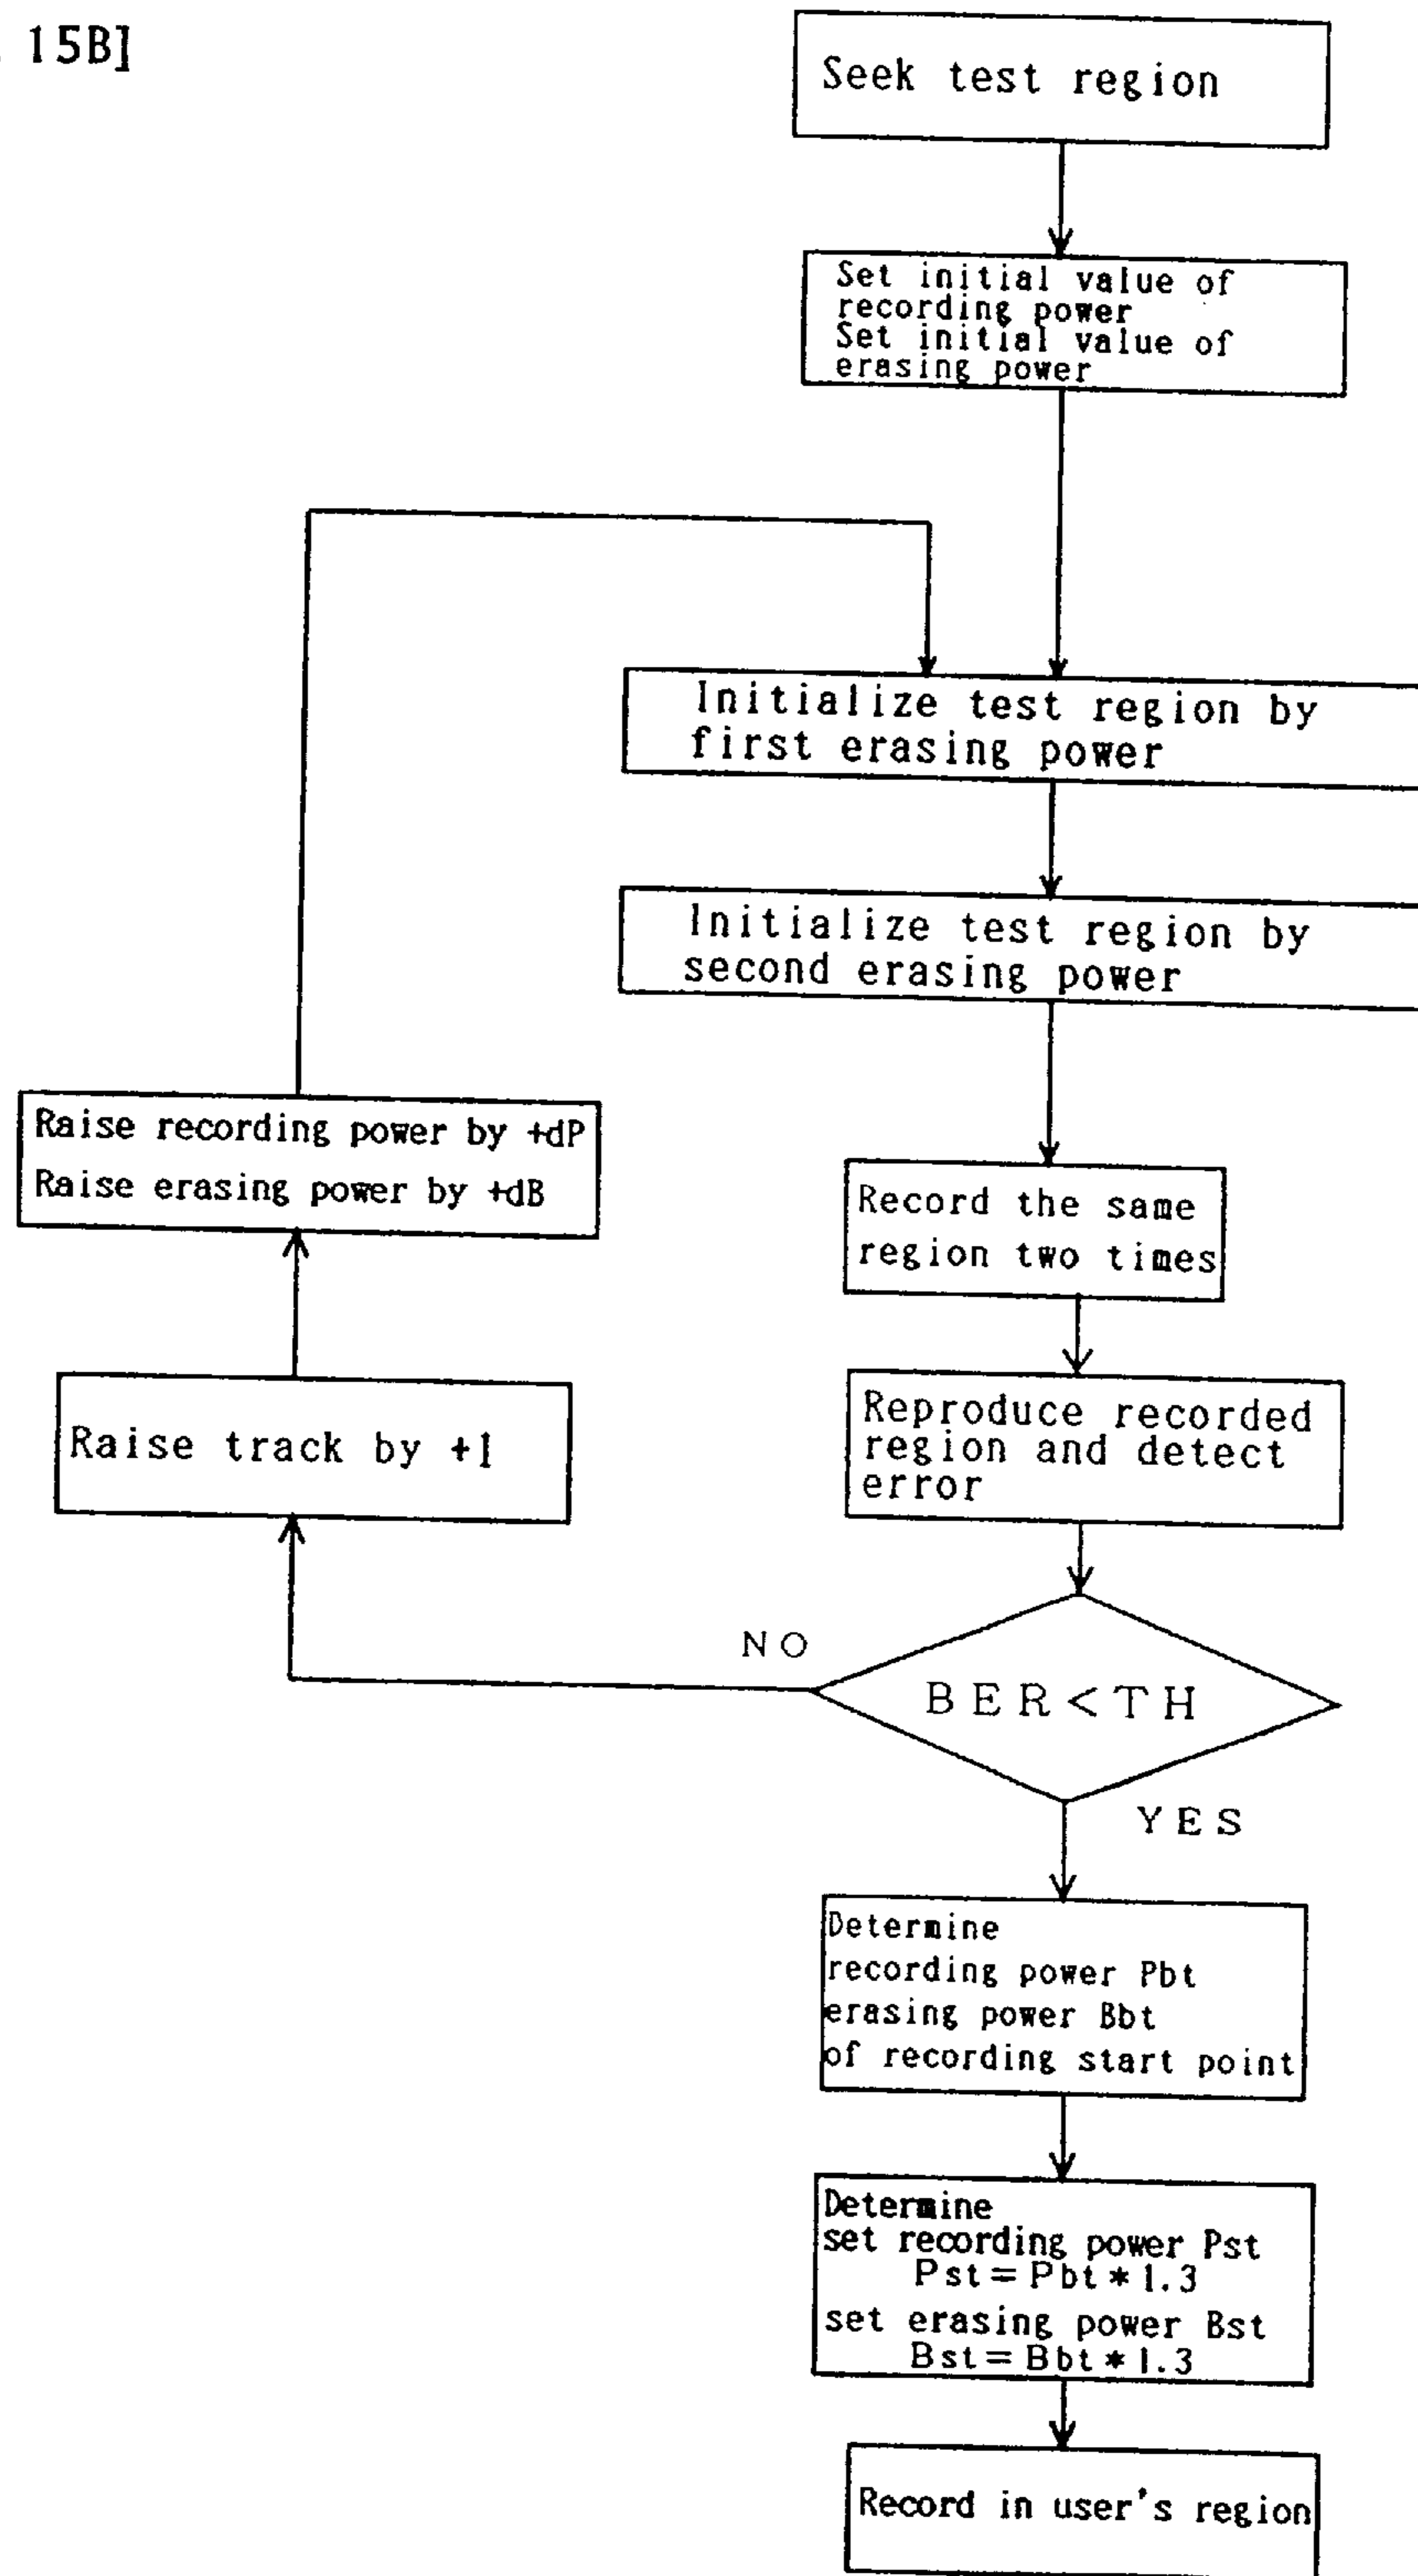 15B]
Seek test region
Set initial value of
recording power
Set initial value of
erasing power
Initialize test region by
first erasing power
Initialize test region by
second erasing power
Raise recording power by +dP
Raise erasing power by +dB
Record the same
region two times
Raise track by +1
Reproduce recorded
region and detect
error
NO
BER<TH
YES
Determine
recording power Pbt
erasing power Bbt
of recording start point
Determine
set recording power Pst
Pst=Pbt*1.3
set erasing power Bst
Bst=Bbt*1.3
Record in user's region